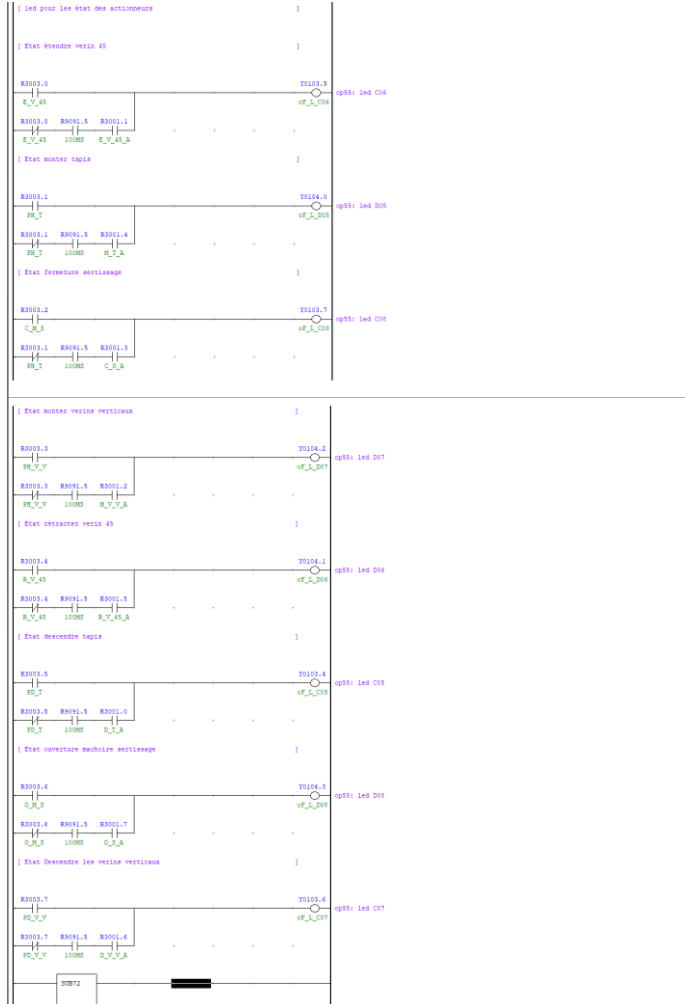 [ led pour les état des actionneurs ]
[ Etat étendre verin 45 ]
R3003.0 Y0103.5
E_V_45 oF_L_C06 op55: led C06
R3003.0 R9091.5 R3001.1
E_V_45 100MS E_V_45_A
[ Etat monter tapis ]
R3003.1 Y0104.0
PH_T oF_L_D05 op55: led D05
R3003.1 R9091.5 R3001.4
PH_T 100MS M_T_A
[ Etat fermeture sertissage ]
R3003.2 Y0103.7
C_M_S oF_L_C08 op55: led C08
R3003.1 R9091.5 R3001.3
PH_T 100MS C_S_A
[ Etat monter verins verticaux ]
R3003.3 Y0104.2
PH_V_V oF_L_D07 op55: led D07
R3003.3 R9091.5 R3001.2
PH_V_V 100MS M_V_V_A
[ Etat rétracter verin 45 ]
R3003.4 Y0104.1
R_V_45 oF_L_D06 op55: led D06
R3003.4 R9091.5 R3001.5
R_V_45 100MS R_V_45_A
[ Etat descendre tapis ]
R3003.5 Y0103.4
PD_T oF_L_C05 op55: led C05
R3003.5 R9091.5 R3001.0
PD_T 100MS D_T_A
[ Etat ouverture machoire sertissage ]
R3003.6 Y0104.3
O_M_S oF_L_D08 op55: led D08
R3003.6 R9091.5 R3001.7
O_M_S 100MS O_S_A
[ Etat Descendre les verins verticaux ]
R3003.7 Y0103.6
PD_V_V oF_L_C07 op55: led C07
R3003.7 R9091.5 R3001.6
PD_V_V 100MS D_V_V_A
SUB72